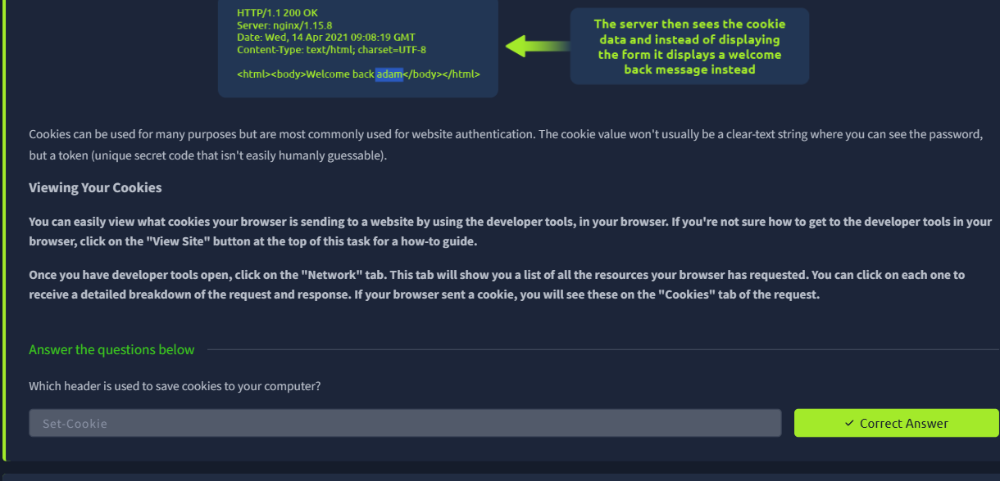 HTTP/1.1 200 OK
Server: nginx/1.15.8
Date: Wed, 14 Apr 2021 09:08:19 GMT
Content-Type: text/html; charset=UTF-8
<html><body>Welcome back adam</body></html>
The server then sees the cookie
data and instead of displaying
the form it displays a welcome
back message instead
Cookies can be used for many purposes but are most commonly used for website authentication. The cookie value won't usually be a clear-text string where you can see the password,
but a token (unique secret code that isn't easily humanly guessable).
Viewing Your Cookies
You can easily view what cookies your browser is sending to a website by using the developer tools, in your browser. If you're not sure how to get to the developer tools in your
browser, click on the "View Site" button at the top of this task for a how-to guide.
Once you have developer tools open, click on the "Network" tab. This tab will show you a list of all the resources your browser has requested. You can click on each one to
receive a detailed breakdown of the request and response. If your browser sent a cookie, you will see these on the "Cookies" tab of the request.
Answer the questions below
Which header is used to save cookies to your computer?
Set-Cookie
✓ Correct Answer